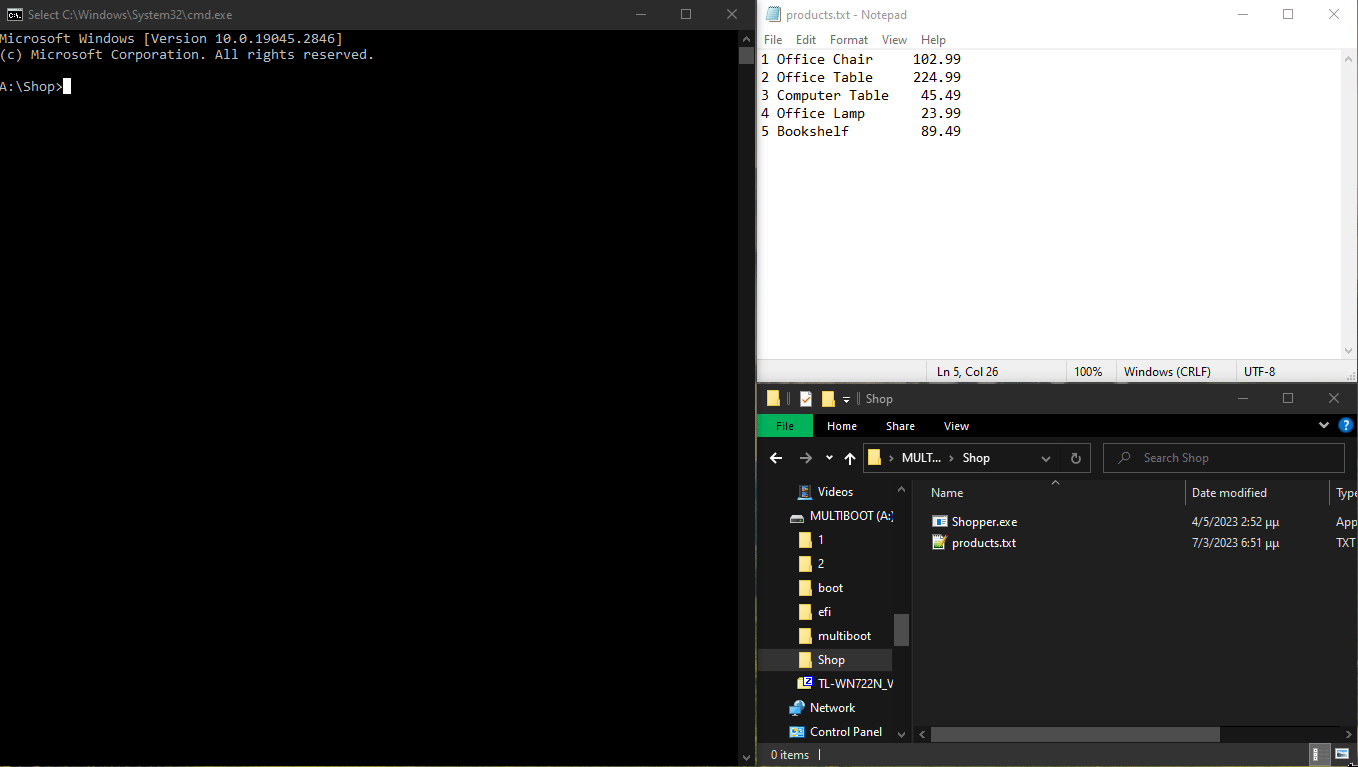 Select C:\Windows\System32\cmd.exe
Microsoft Windows [Version 10.0.19045.2846]
(c) Microsoft Corporation. All rights reserved.
A:\Shop>
products.txt - Notepad
File Edit Format View Help
1 Office Chair 102.99
2 Office Table 224.99
3 Computer Table 45.49
4 Office Lamp 23.99
5 Bookshelf 89.49
Ln 5, Col 26 100% Windows (CRLF) UTF-8
Shop
File Home Share View
MULT... Shop Search Shop
Videos
MULTIBOOT (A:)
1
2
boot
efi
multiboot
Shop
TL-WN722N_V
Network
Control Panel
Name Date modified Type
Shopper.exe 4/5/2023 2:52 μμ App
products.txt 7/3/2023 6:51 μμ TXT
0 items